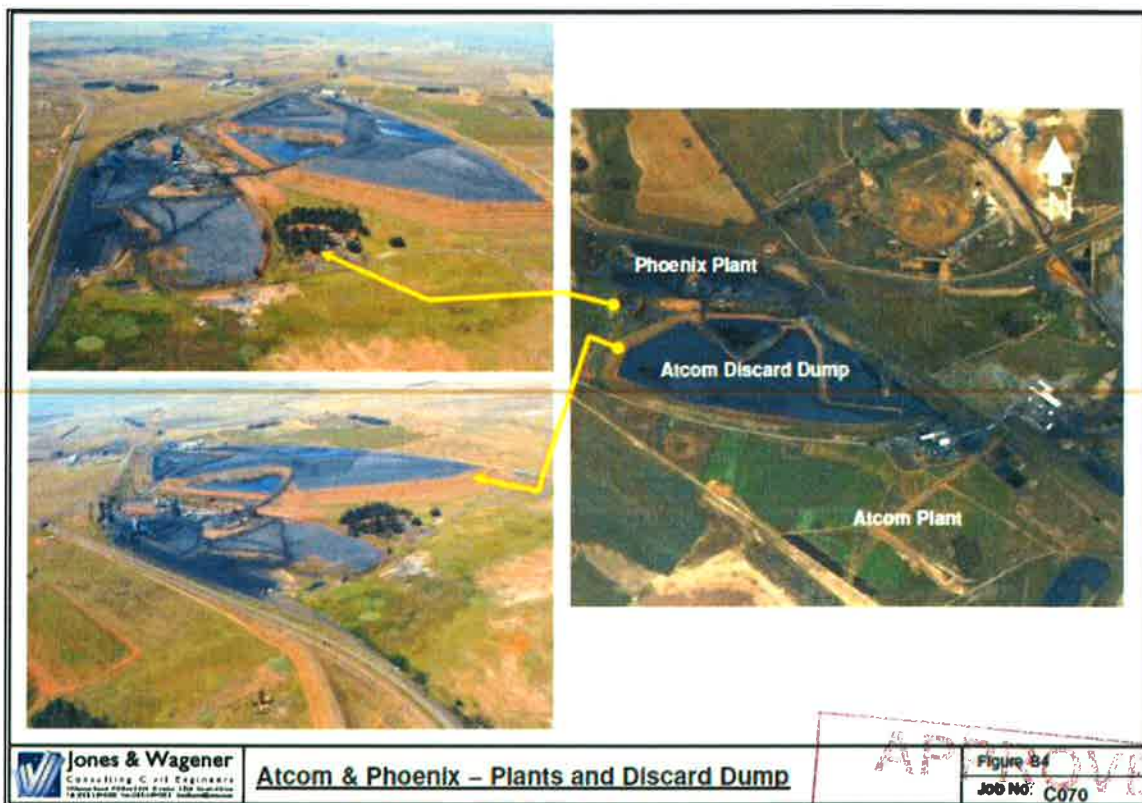 Phoenix Plant
Atcom Discard Dump
Atcom Plant
Jones & Wagener
Consulting Civil Engineers
Atcom & Phoenix – Plants and Discard Dump
APPROVE
Figure B4
Job No: C070